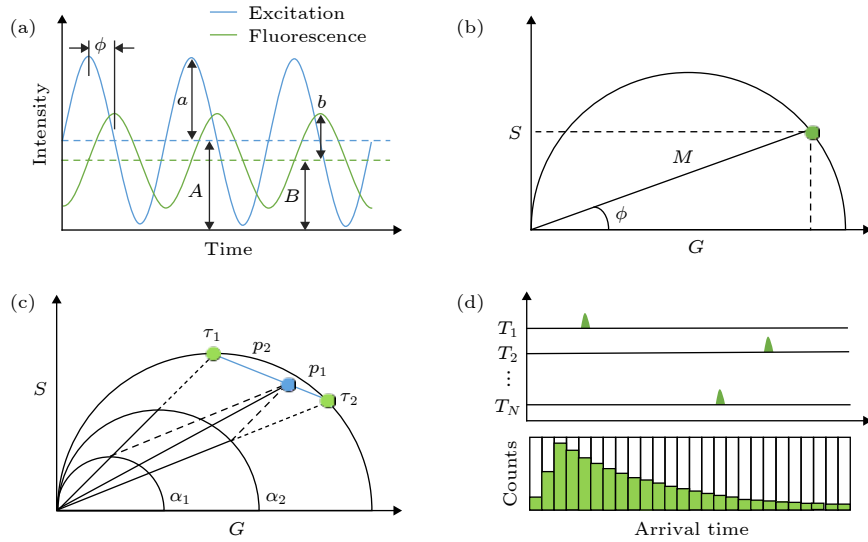 (a)
Excitation
Fluorescence
ϕ
a
b
A
B
Intensity
Time
(b)
S
M
ϕ
G
(c)
τ1
p2
p1
τ2
S
α1
α2
G
(d)
T1
T2
...
TN
Counts
Arrival time